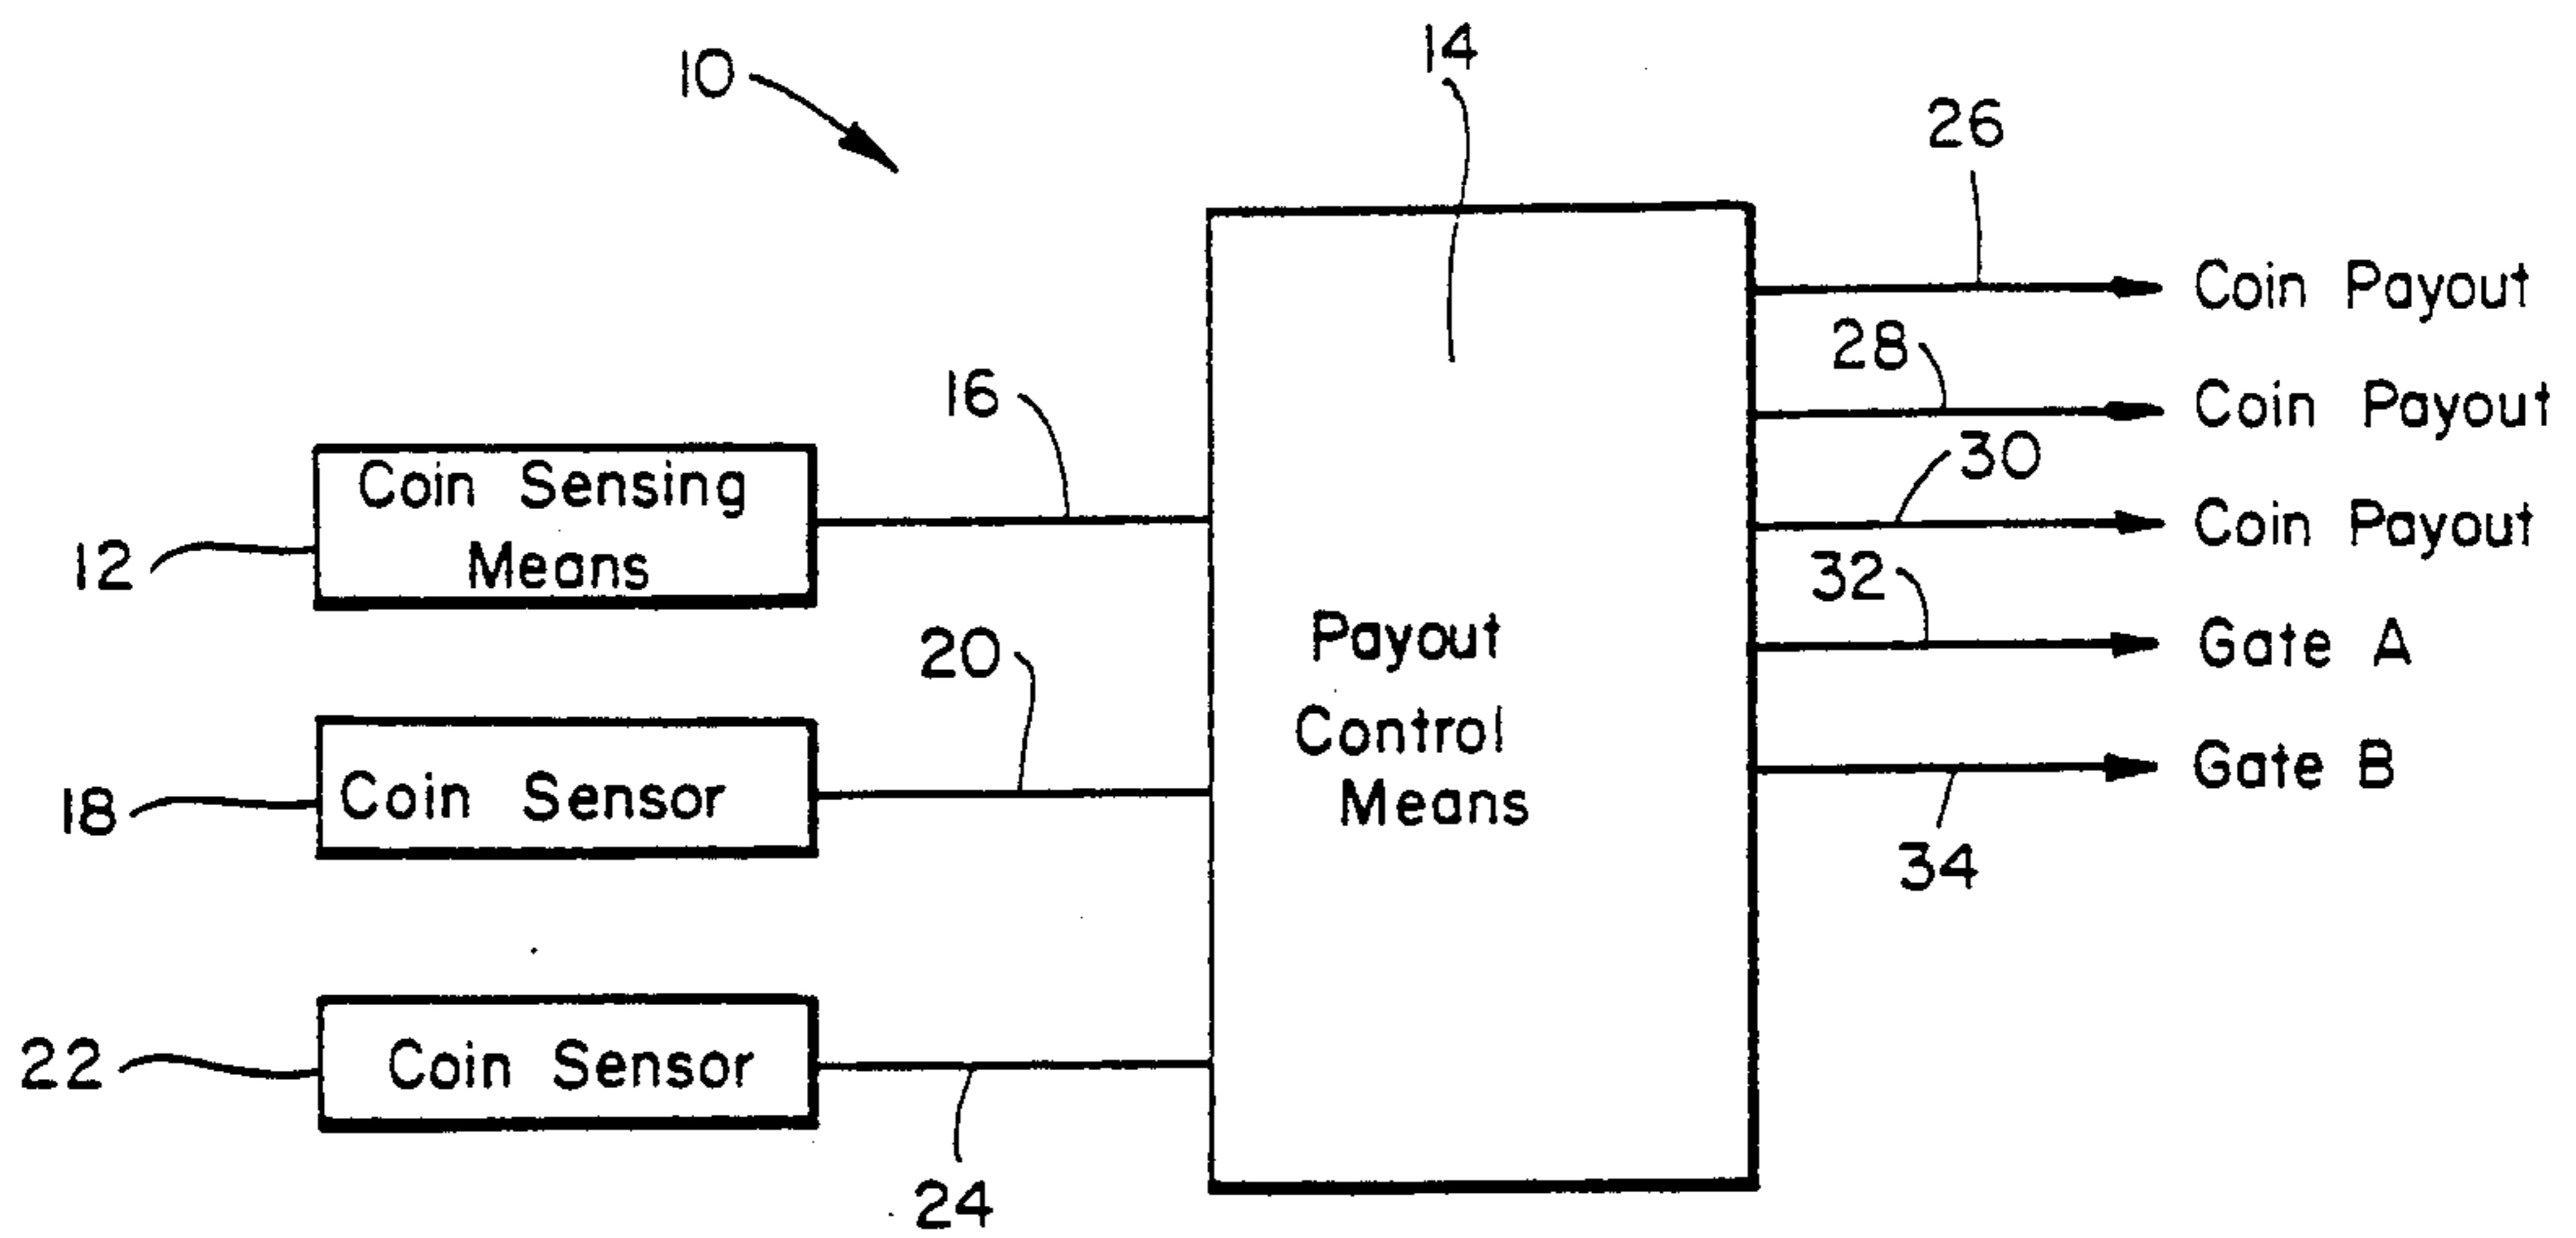 10
14
26
Coin Payout
28
Coin Payout
16
30
Coin Sensing
Means
Coin Payout
12
32
Payout
Control
Means
Gate A
20
18
Coin Sensor
Gate B
34
22
Coin Sensor
24